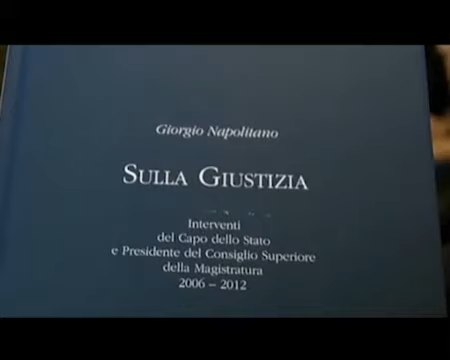 Giorgio Napolitano
SULLA GIUSTIZIA
Interventi
del Capo dello Stato
e Presidente del Consiglio Superiore
della Magistratura
2006 – 2012